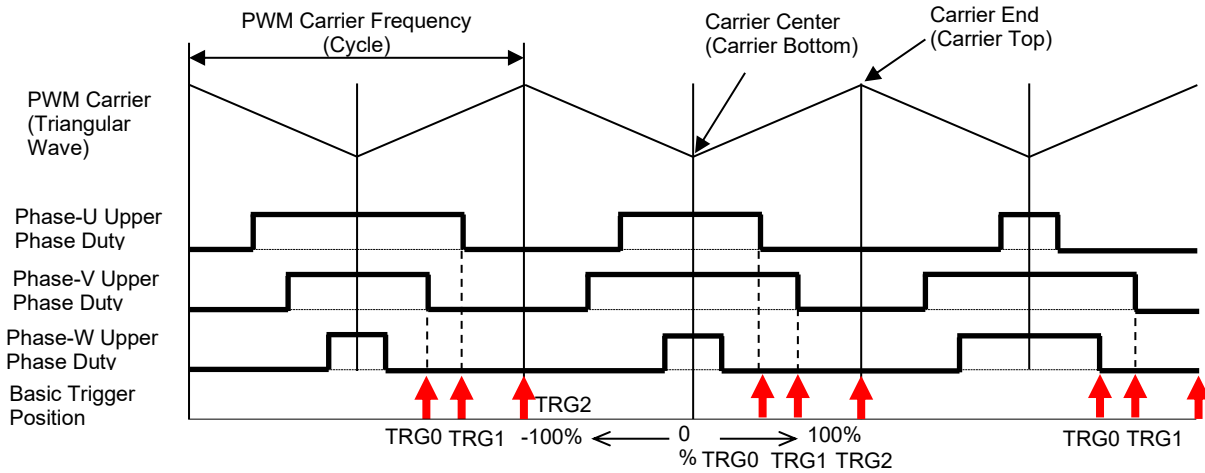 PWM Carrier Frequency
(Cycle)
Carrier Center
(Carrier Bottom)
Carrier End
(Carrier Top)
PWM Carrier
(Triangular
Wave)
Phase-U Upper
Phase Duty
Phase-V Upper
Phase Duty
Phase-W Upper
Phase Duty
Basic Trigger
Position
TRG2
TRG0 TRG1 -100% 0 100% TRG0 TRG1
% TRG0 TRG1 TRG2